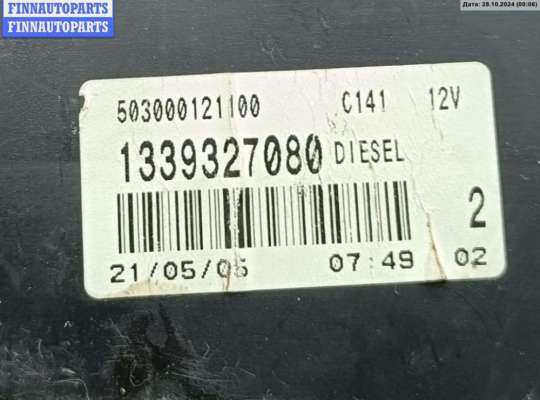 FINNAUTOPARTS
FINNAUTOPARTS
Дата: 28.10.2024 (00:06)
503000121100 C141 12V
1339327080 DIESEL
2
21/05/05 07:49 02